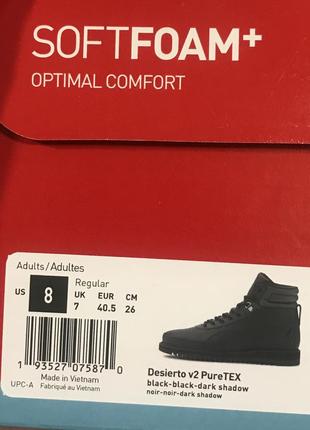 SOFTFOAM+
OPTIMAL COMFORT
Adults/Adultes
Regular
US 8 UK EUR CM
7 40.5 26
1 93527 07587 0
UPC-A
Made in Vietnam
Fabriqué au Vietnam
Desierto v2 PureTEX
black-black-dark shadow
noir-noir-dark shadow